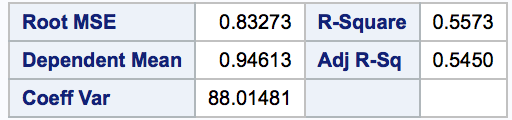 Root MSE 0.83273 R-Square 0.5573
Dependent Mean 0.94613 Adj R-Sq 0.5450
Coeff Var 88.01481